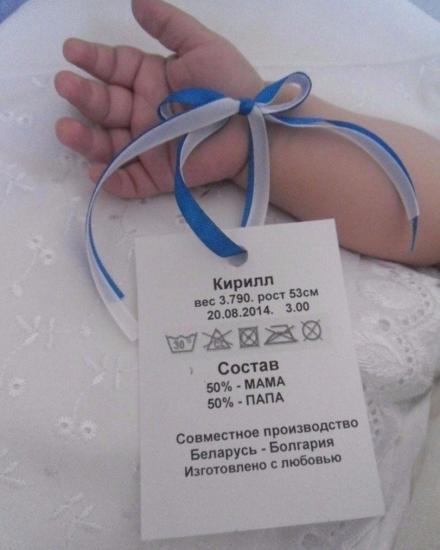 Кирилл
вес 3.790. рост 53см
20.08.2014. 3.00
30°
Состав
50% - МАМА
50% - ПАПА
Совместное производство
Беларусь - Болгария
Изготовлено с любовью